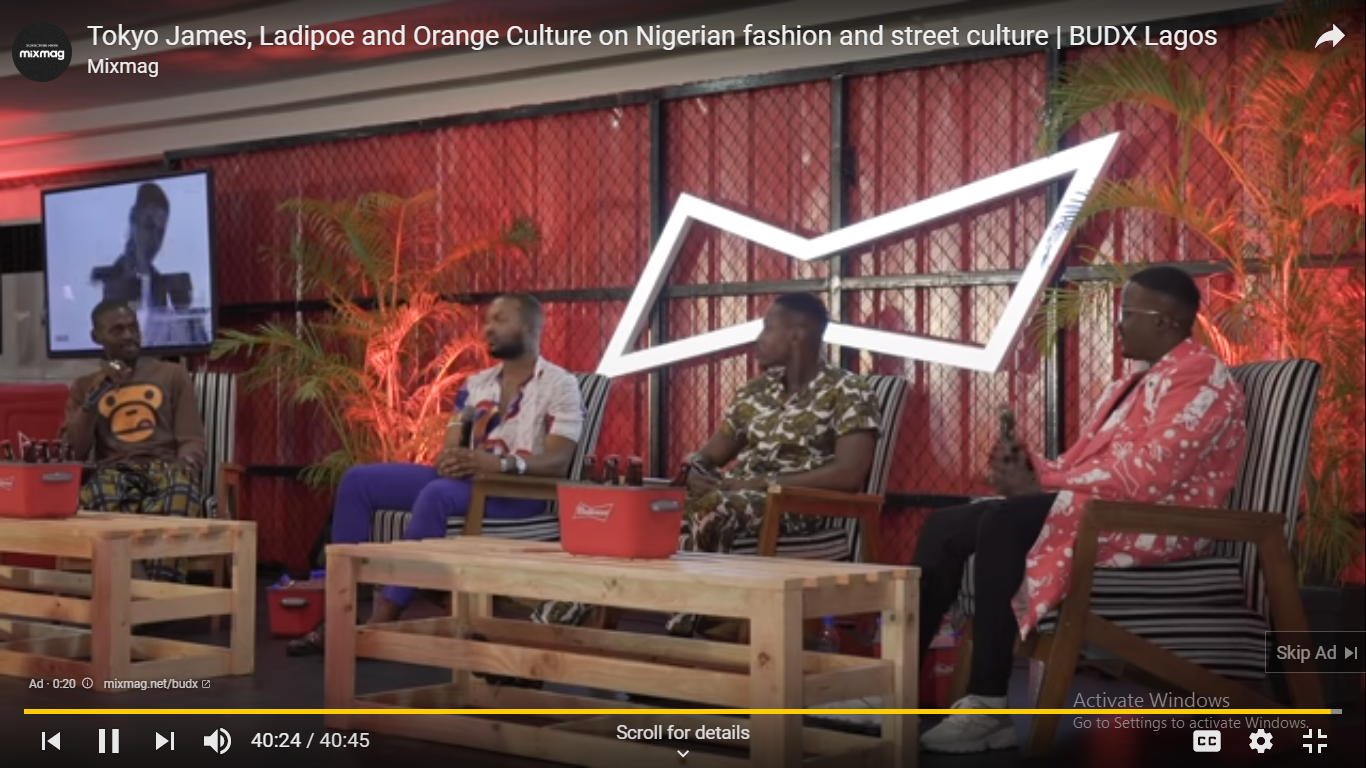 Tokyo James, Ladipoe and Orange Culture on Nigerian fashion and street culture | BUDX Lagos
mixmag
Mixmag
Budweiser
Skip Ad
Ad · 0:20
mixmag.net/budx
Activate Windows
Go to Settings to activate Windows.
40:24 / 40:45
Scroll for details
CC